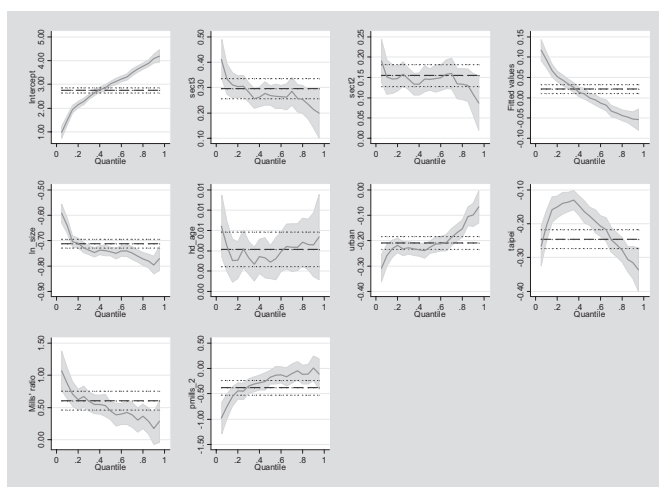 Intercept
1.00 2.00 3.00 4.00 5.00
0 .2 .4 .6 .8 1
Quantile
sect3
0.10 0.20 0.30 0.40 0.50
0 .2 .4 .6 .8 1
Quantile
sect2
0.00 0.05 0.10 0.15 0.20 0.25
0 .2 .4 .6 .8 1
Quantile
Fitted values
-0.10 -0.05 0.00 0.05 0.10 0.15
0 .2 .4 .6 .8 1
Quantile
ln_size
-0.90 -0.80 -0.70 -0.60 -0.50
0 .2 .4 .6 .8 1
Quantile
hd_age
0.00 0.00 0.00 0.01 0.01 0.01
0 .2 .4 .6 .8 1
Quantile
urban
-0.40 -0.30 -0.20 -0.10 0.00
0 .2 .4 .6 .8 1
Quantile
taipei
-0.40 -0.30 -0.20 -0.10
0 .2 .4 .6 .8 1
Quantile
Mills' ratio
0.00 0.50 1.00 1.50
0 .2 .4 .6 .8 1
Quantile
pmills_2
-1.50 -1.00 -0.50 0.00 0.50
0 .2 .4 .6 .8 1
Quantile